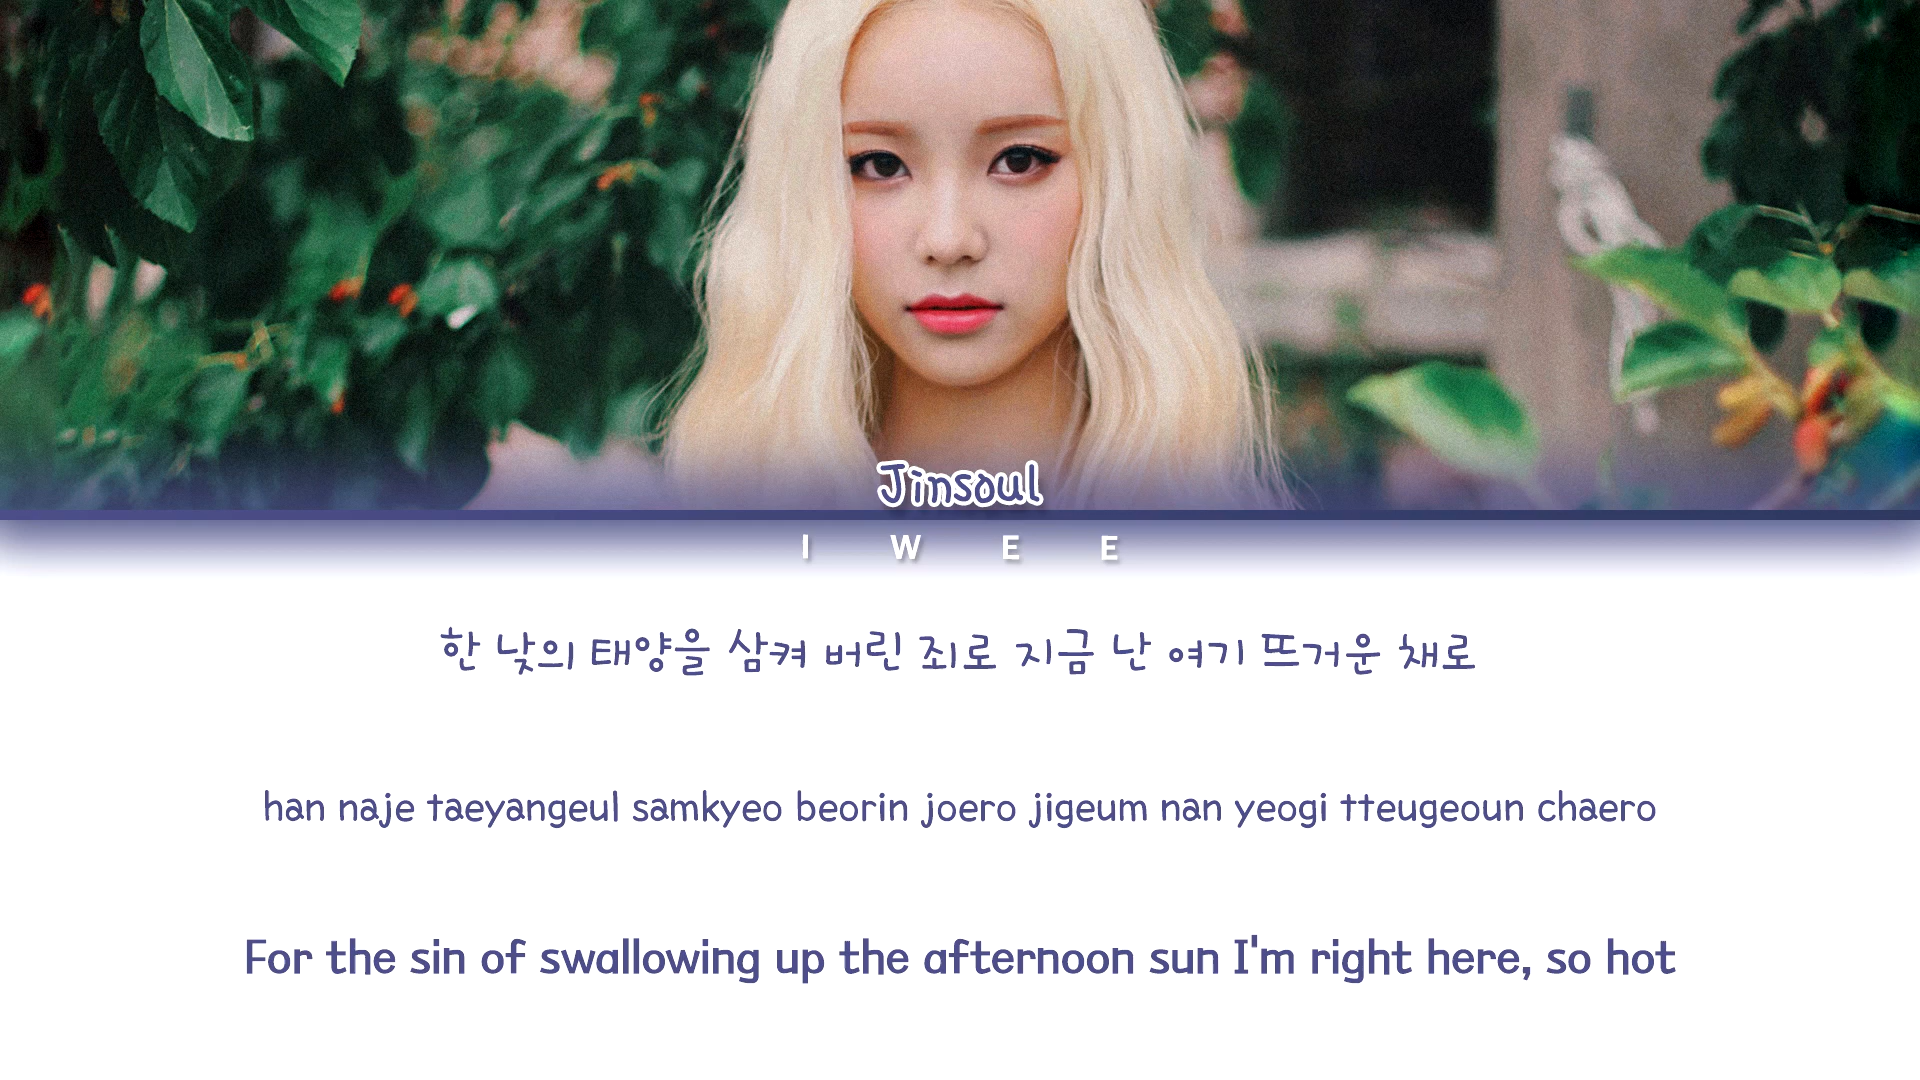 Jinsoul
I W E E
한 낮의 태양을 삼켜 버린 죄로 지금 난 여기 뜨거운 채로
han naje taeyangeul samkyeo beorin joero jigeum nan yeogi tteugeoun chaero
For the sin of swallowing up the afternoon sun I'm right here, so hot